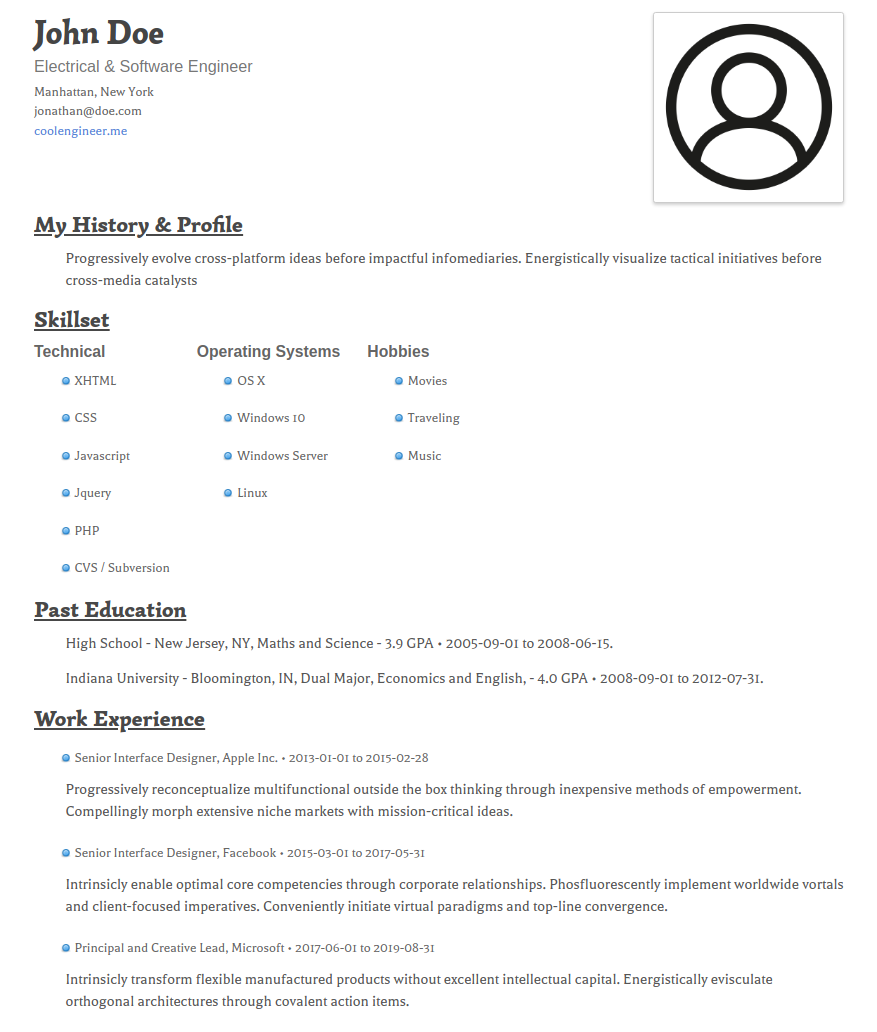 John Doe
Electrical & Software Engineer
Manhattan, New York
jonathan@doe.com
coolengineer.me
My History & Profile
Progressively evolve cross-platform ideas before impactful infomediaries. Energistically visualize tactical initiatives before
cross-media catalysts
Skillset
Technical
XHTML
CSS
Javascript
Jquery
PHP
CVS / Subversion
Operating Systems
OS X
Windows 10
Windows Server
Linux
Hobbies
Movies
Traveling
Music
Past Education
High School - New Jersey, NY, Maths and Science - 3.9 GPA • 2005-09-01 to 2008-06-15.
Indiana University - Bloomington, IN, Dual Major, Economics and English, - 4.0 GPA • 2008-09-01 to 2012-07-31.
Work Experience
Senior Interface Designer, Apple Inc. • 2013-01-01 to 2015-02-28
Progressively reconceptualize multifunctional outside the box thinking through inexpensive methods of empowerment.
Compellingly morph extensive niche markets with mission-critical ideas.
Senior Interface Designer, Facebook • 2015-03-01 to 2017-05-31
Intrinsicly enable optimal core competencies through corporate relationships. Phosfluorescently implement worldwide vortals
and client-focused imperatives. Conveniently initiate virtual paradigms and top-line convergence.
Principal and Creative Lead, Microsoft • 2017-06-01 to 2019-08-31
Intrinsicly transform flexible manufactured products without excellent intellectual capital. Energistically evisculate
orthogonal architectures through covalent action items.